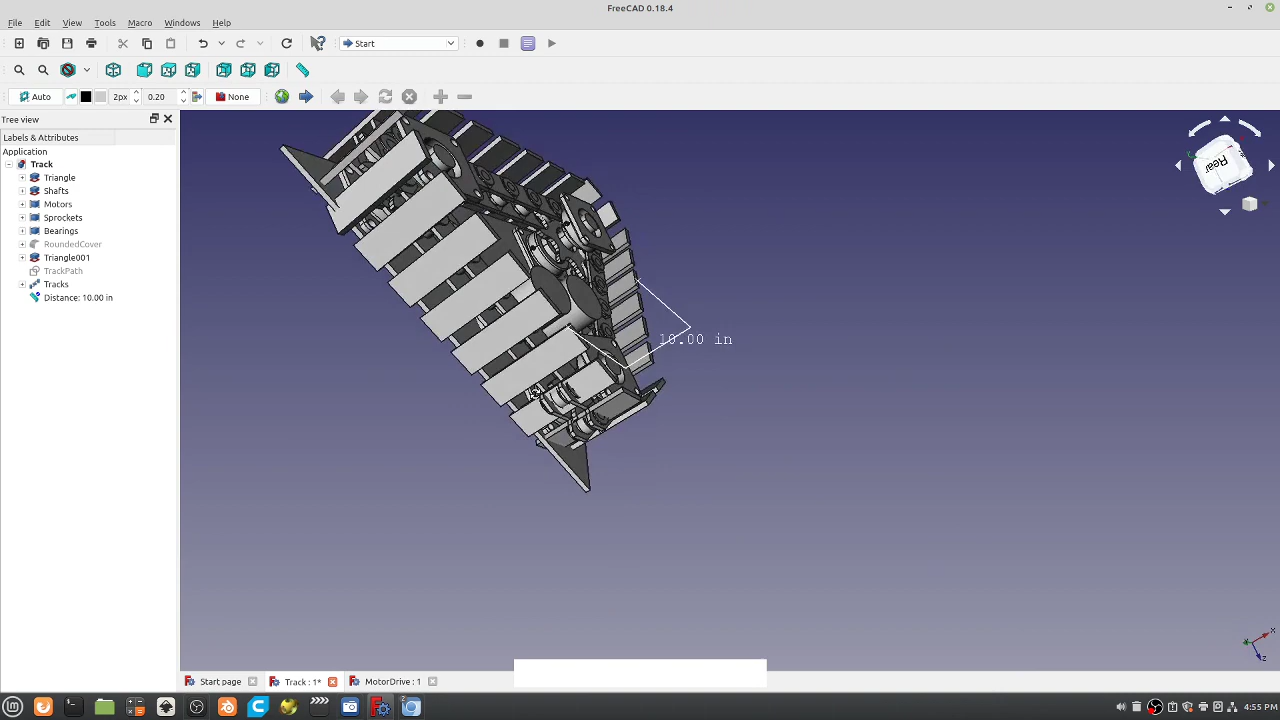 FreeCAD 0.18.4
File Edit View Tools Macro Windows Help
Start
Auto 2px 0.20 None
Tree view
Labels & Attributes
Application
Track
Triangle
Shafts
Motors
Sprockets
Bearings
RoundedCover
Triangle001
TrackPath
Tracks
Distance: 10.00 in
Rear
10.00 in
X
Z
Start page Track : 1* MotorDrive : 1
4:55 PM